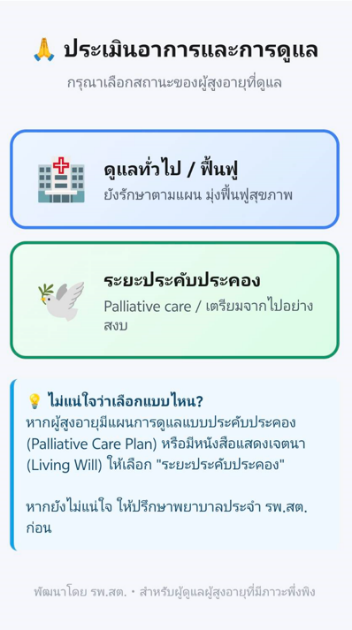 ประเมินอาการและการดูแล
กรุณาเลือกสถานะของผู้สูงอายุที่ดูแล
ดูแลทั่วไป / ฟื้นฟู
ยังรักษาตามแผน มุ่งฟื้นฟูสุขภาพ
ระยะประคับประคอง
Palliative care / เตรียมจากไปอย่าง
สงบ
ไม่แน่ใจว่าเลือกแบบไหน?
หากผู้สูงอายุมีแผนการดูแลแบบประคับประคอง
(Palliative Care Plan) หรือมีหนังสือแสดงเจตนา
(Living Will) ให้เลือก "ระยะประคับประคอง"
หากยังไม่แน่ใจ ให้ปรึกษาพยาบาลประจำ รพ.สต.
ก่อน
พัฒนาโดย รพ.สต. • สำหรับผู้ดูแลผู้สูงอายุที่มีภาวะพึ่งพิง